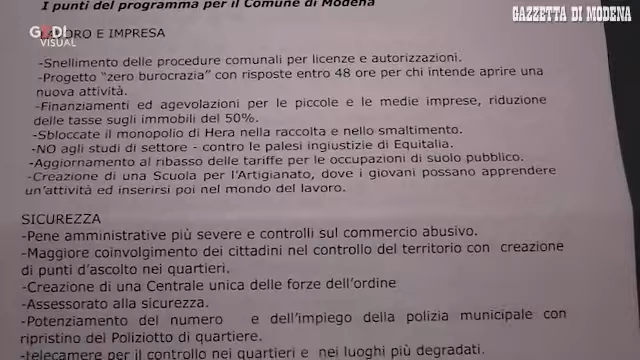 I punti del programma per il Comune di Modena
GEDI
VISUAL
GAZZETTA DI MODENA
LAVORO E IMPRESA
-Snellimento delle procedure comunali per licenze e autorizzazioni.
-Progetto “zero burocrazia” con risposte entro 48 ore per chi intende aprire una
nuova attività.
-Finanziamenti ed agevolazioni per le piccole e le medie imprese, riduzione
delle tasse sugli immobili del 50%.
-Sbloccate il monopolio di Hera nella raccolta e nello smaltimento.
-NO agli studi di settore - contro le palesi ingiustizie di Equitalia.
-Aggiornamento al ribasso delle tariffe per le occupazioni di suolo pubblico.
-Creazione di una Scuola per l’Artigianato, dove i giovani possano apprendere
un’attività ed inserirsi poi nel mondo del lavoro.
SICUREZZA
-Pene amministrative più severe e controlli sul commercio abusivo.
-Maggiore coinvolgimento dei cittadini nel controllo del territorio con creazione
di punti d’ascolto nei quartieri.
-Creazione di una Centrale unica delle forze dell’ordine
-Assessorato alla sicurezza.
-Potenziamento del numero e dell’impiego della polizia municipale con
ripristino del Poliziotto di quartiere.
-telecamere per il controllo nei quartieri e nei luoghi più degradati.